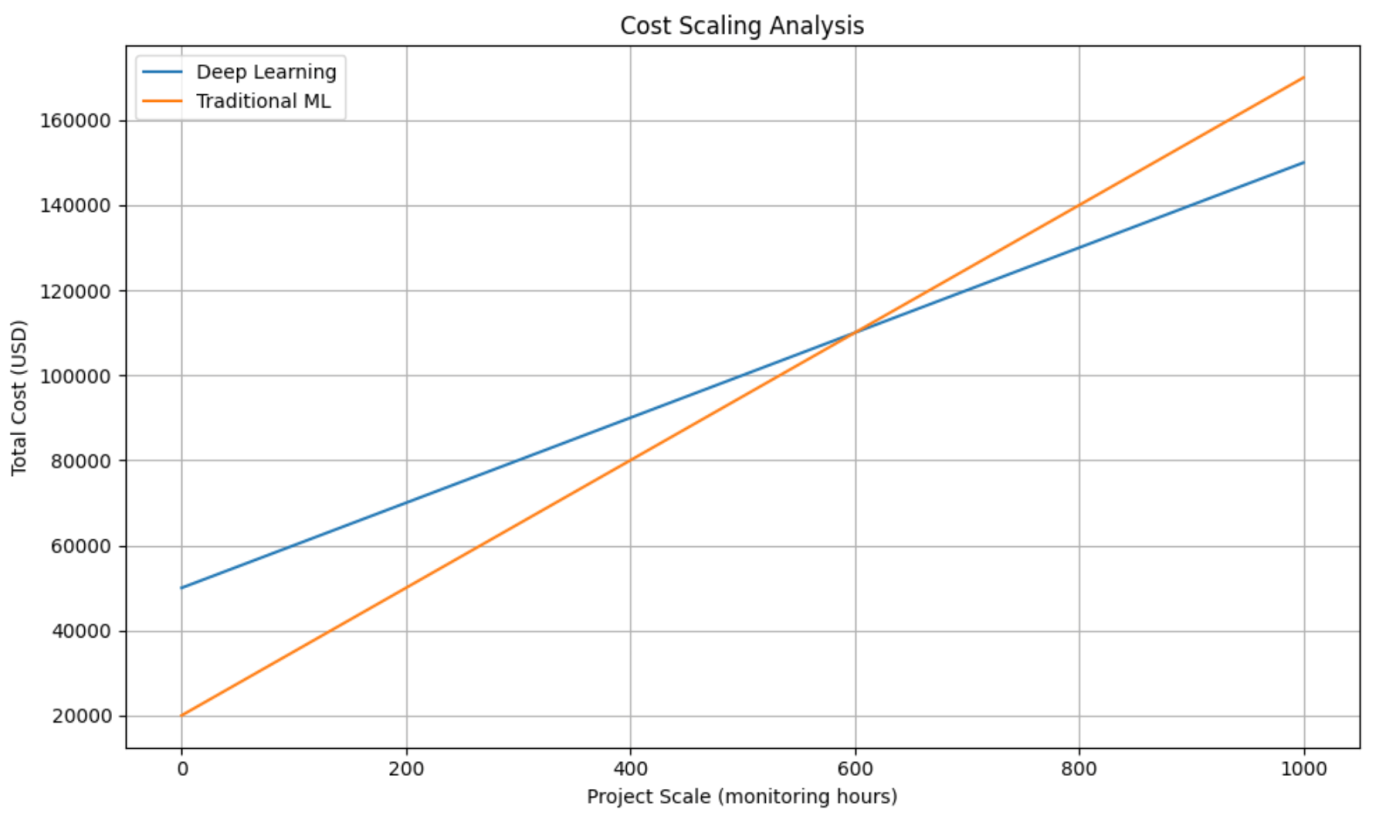 Cost Scaling Analysis
Deep Learning
Traditional ML
160000
140000
120000
100000
80000
60000
40000
20000
Total Cost (USD)
0 200 400 600 800 1000
Project Scale (monitoring hours)